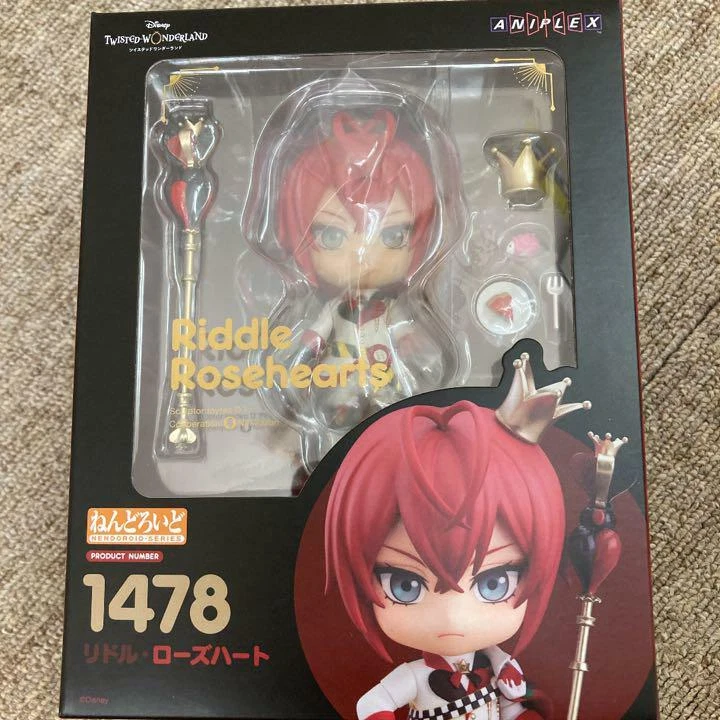 Disney
TWISTED-WONDERLAND
ツイステッドワンダーランド
ANIPLEX
Riddle
Rosehearts
ねんどろいど
NENDOROID-SERIES
PRODUCT NUMBER
1478
リドル・ローズハート
©Disney